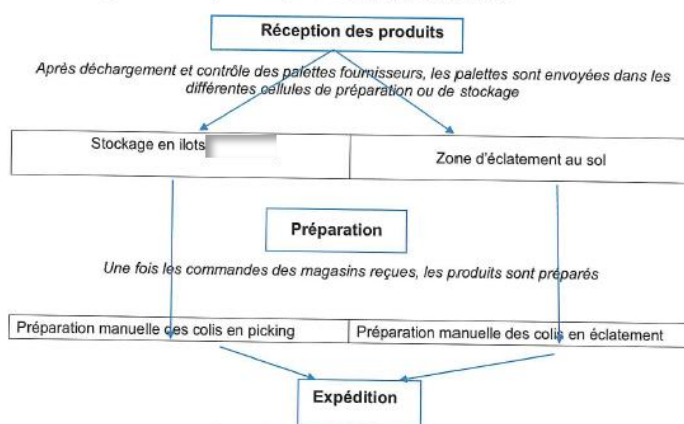 Réception des produits
Après déchargement et contrôle des palettes fournisseurs, les palettes sont envoyées dans les
différentes cellules de préparation ou de stockage
Stockage en ilots
Zone d'éclatement au sol
Préparation
Une fois les commandes des magasins reçues, les produits sont préparés
Préparation manuelle des colis en picking
Préparation manuelle des colis en éclatement
Expédition